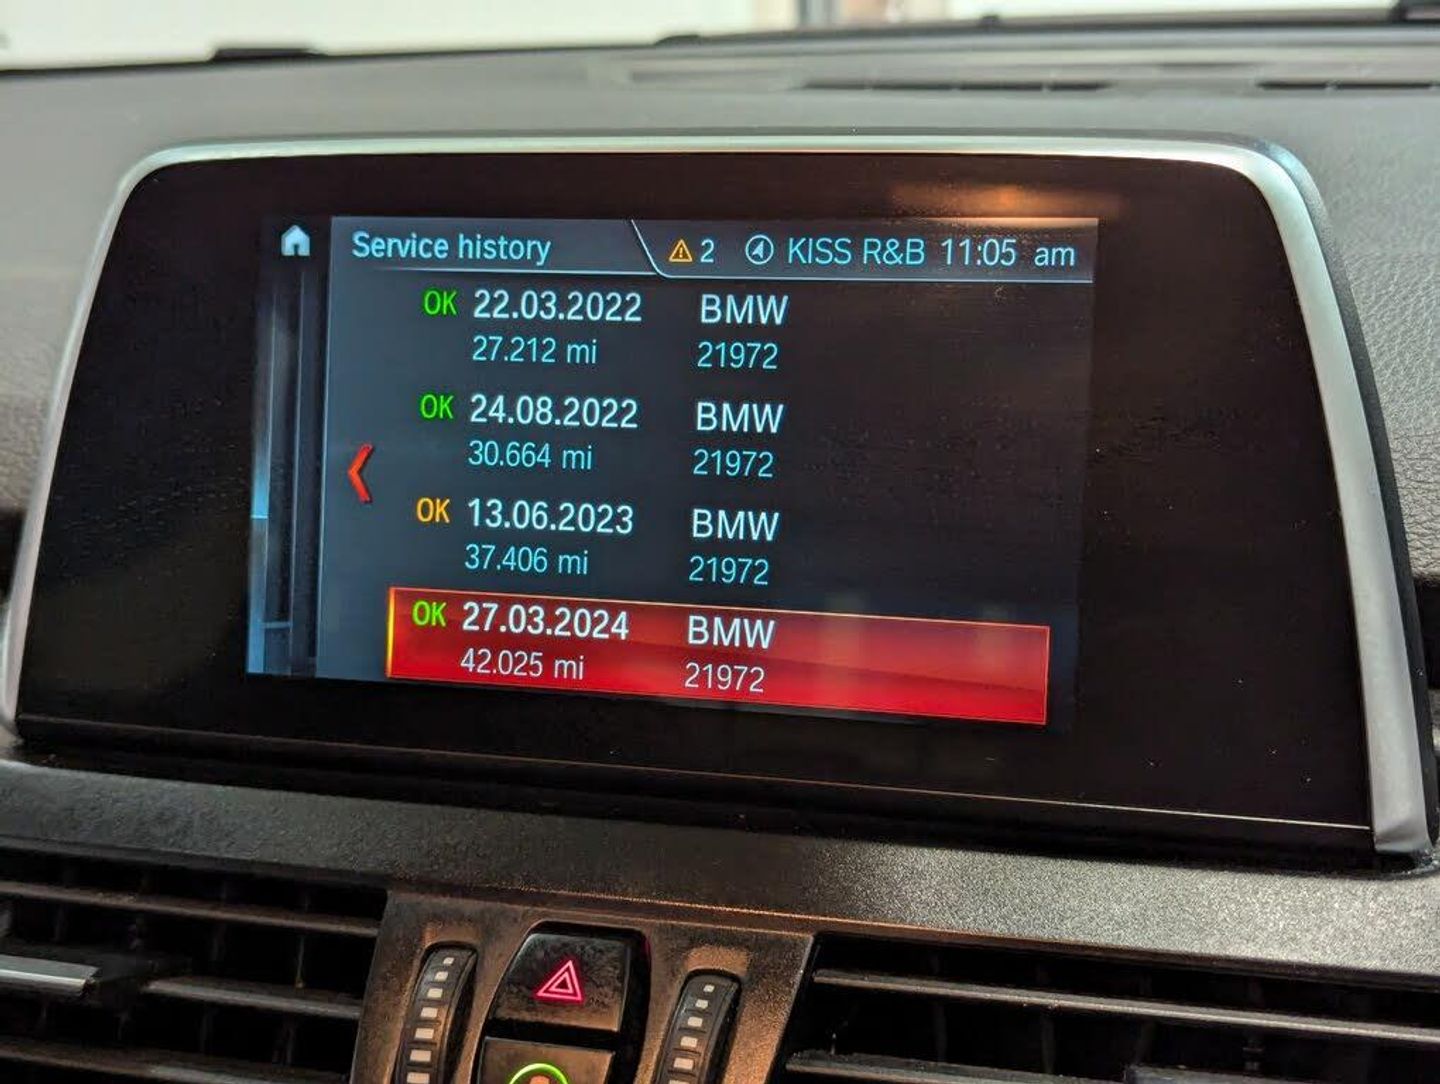 Service history 2 KISS R&B 11:05 am
OK 22.03.2022 BMW
27.212 mi 21972
OK 24.08.2022 BMW
30.664 mi 21972
OK 13.06.2023 BMW
37.406 mi 21972
OK 27.03.2024 BMW
42.025 mi 21972